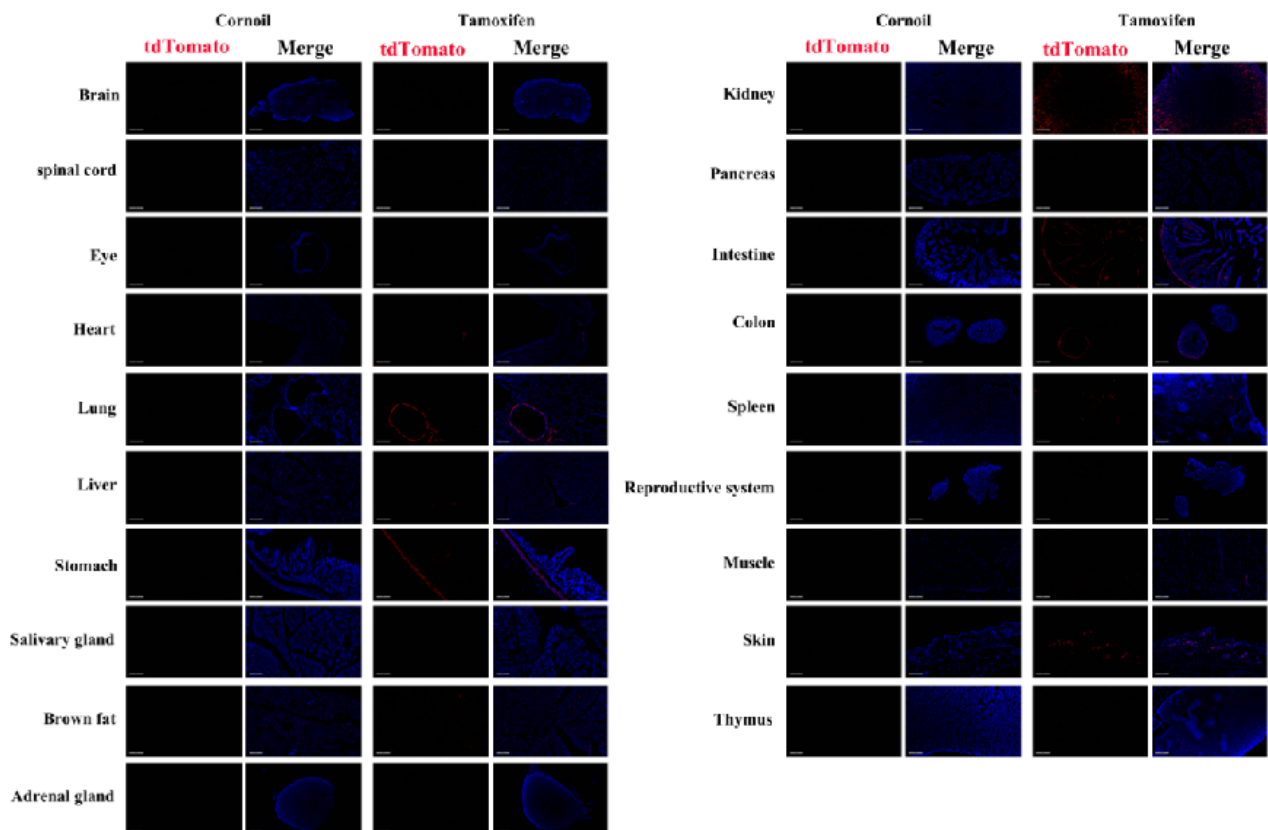 Cornoil Tamoxifen
tdTomato Merge tdTomato Merge
Brain
spinal cord
Eye
Heart
Lung
Liver
Stomach
Salivary gland
Brown fat
Adrenal gland
Cornoil Tamoxifen
tdTomato Merge tdTomato Merge
Kidney
Pancreas
Intestine
Colon
Spleen
Reproductive system
Muscle
Skin
Thymus